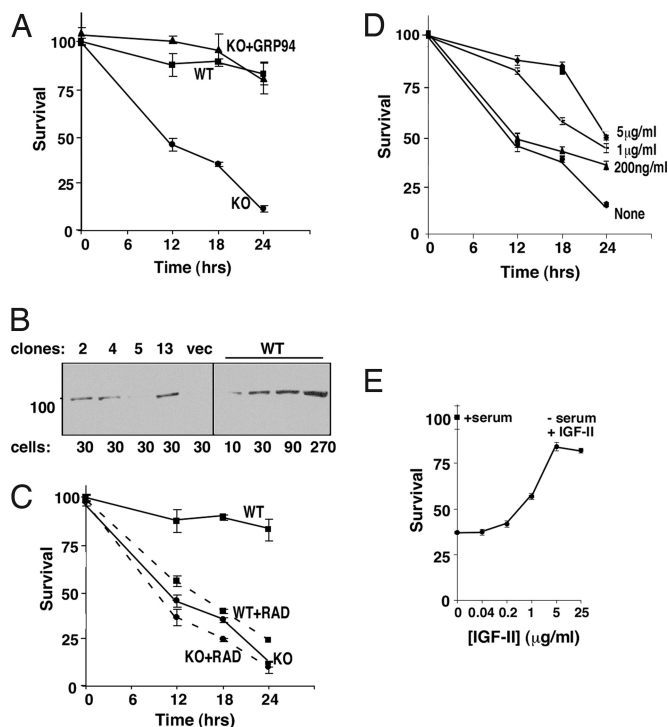 A
100
75
50
25
0
Survival
KO+GRP94
WT
KO
0 6 12 18 24
Time (hrs)
B
clones: 2 4 5 13 vec WT
100
cells: 30 30 30 30 30 10 30 90 270
C
100
75
50
25
0
Survival
WT
WT+RAD
KO+RAD
KO
0 6 12 18 24
Time (hrs)
D
100
75
50
25
0
Survival
5μg/ml
1μg/ml
200ng/ml
None
0 6 12 18 24
Time (hrs)
E
100
75
50
25
0
Survival
+serum
- serum
+ IGF-II
0 0.04 0.2 1 5 25
[IGF-II] (μg/ml)